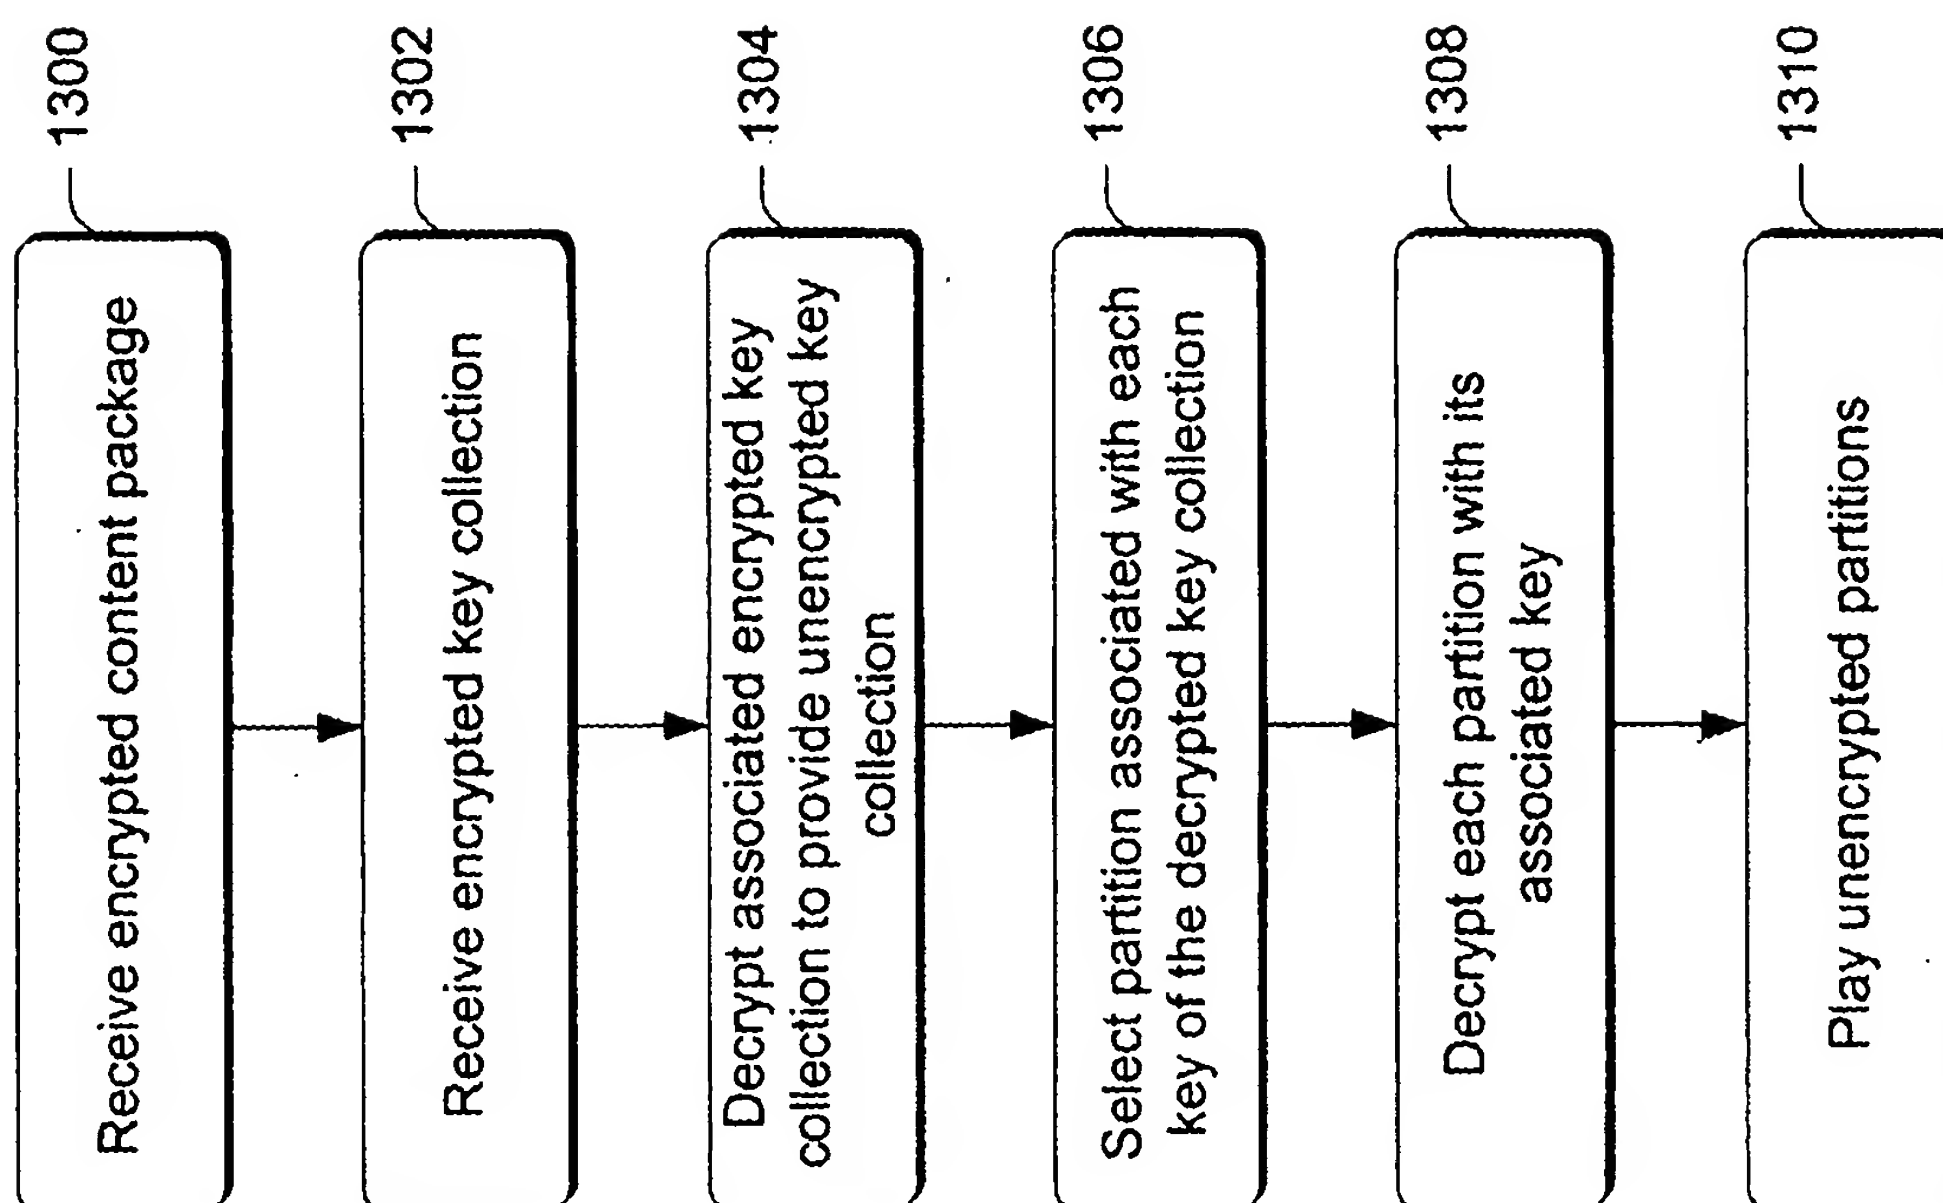 1300
Receive encrypted content package
1302
Receive encrypted key collection
1304
Decrypt associated encrypted key
collection to provide unencrypted key
collection
1306
Select partition associated with each
key of the decrypted key collection
1308
Decrypt each partition with its
associated key
1310
Play unencrypted partitions